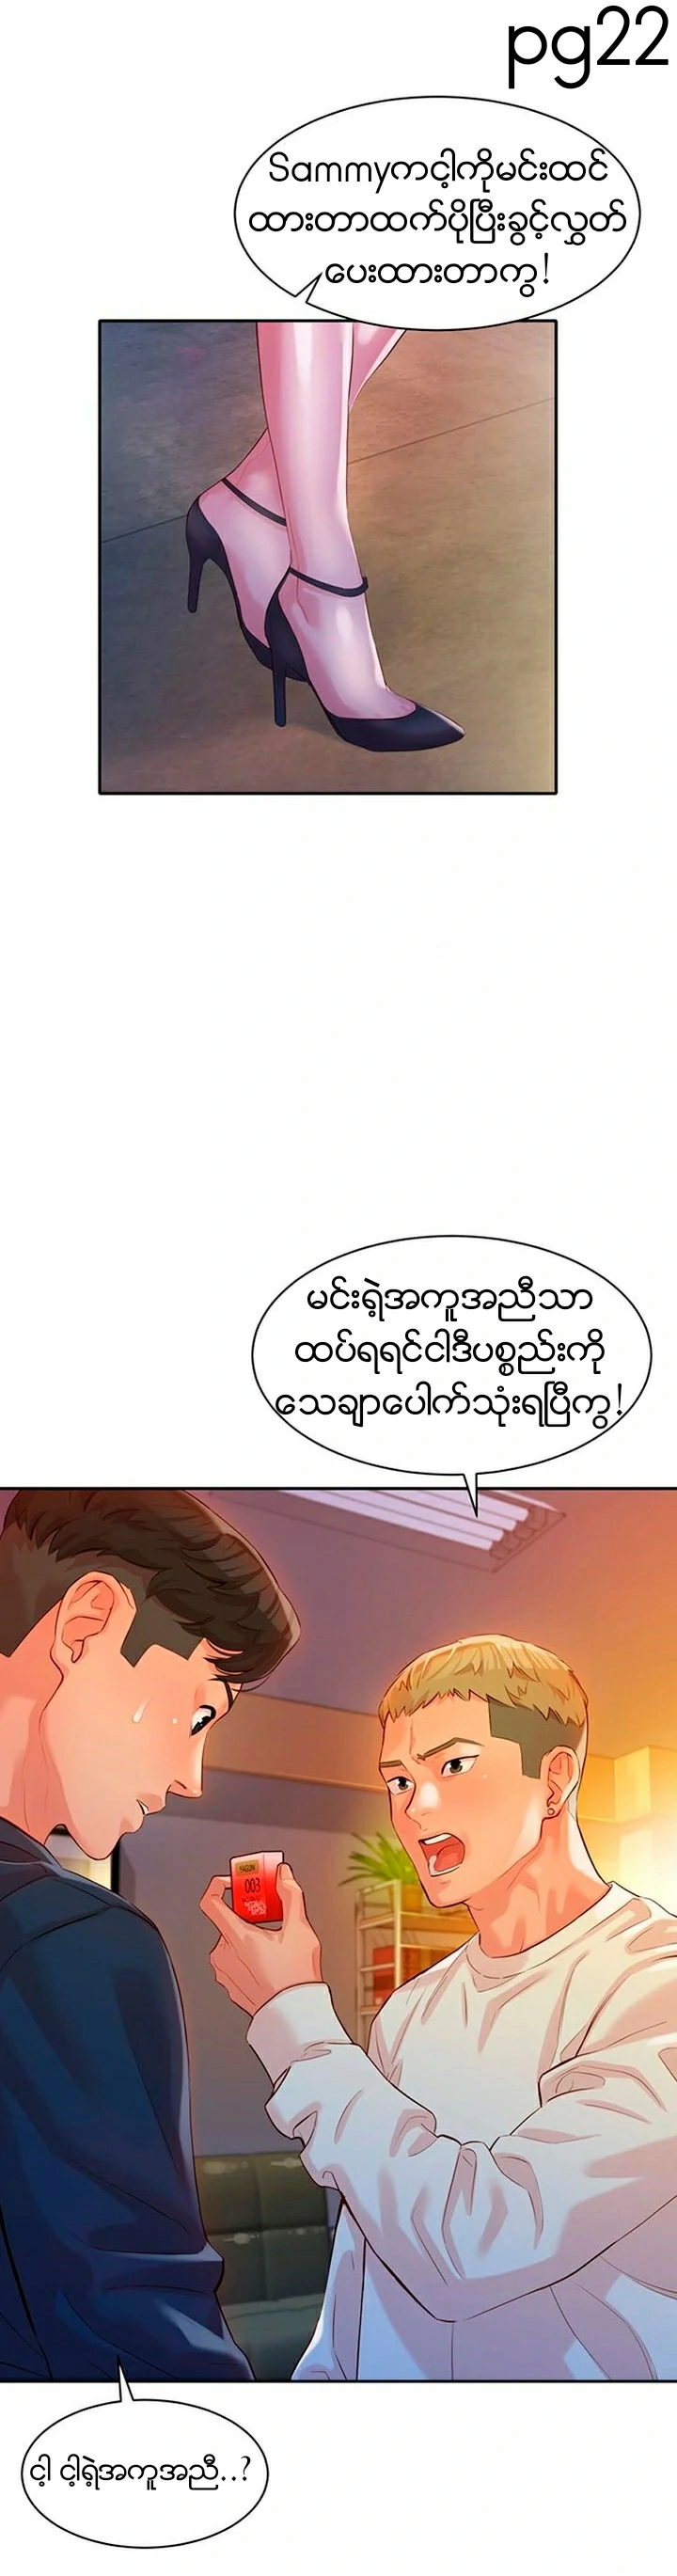 pg22
Sammyကငါ့ကိုမင်းထင်
ထားတာထက်ပိုပြီးခွင့်လွှတ်
ပေးထားတာကွ!
မင်းရဲ့အကူအညီသာ
ထပ်ရရင်ငါဒီပစ္စည်းကို
သေချာပေါက်သုံးရပြီကွ!
YAGUN
003
ငါ့ ငါ့ရဲ့အကူအညီ..?